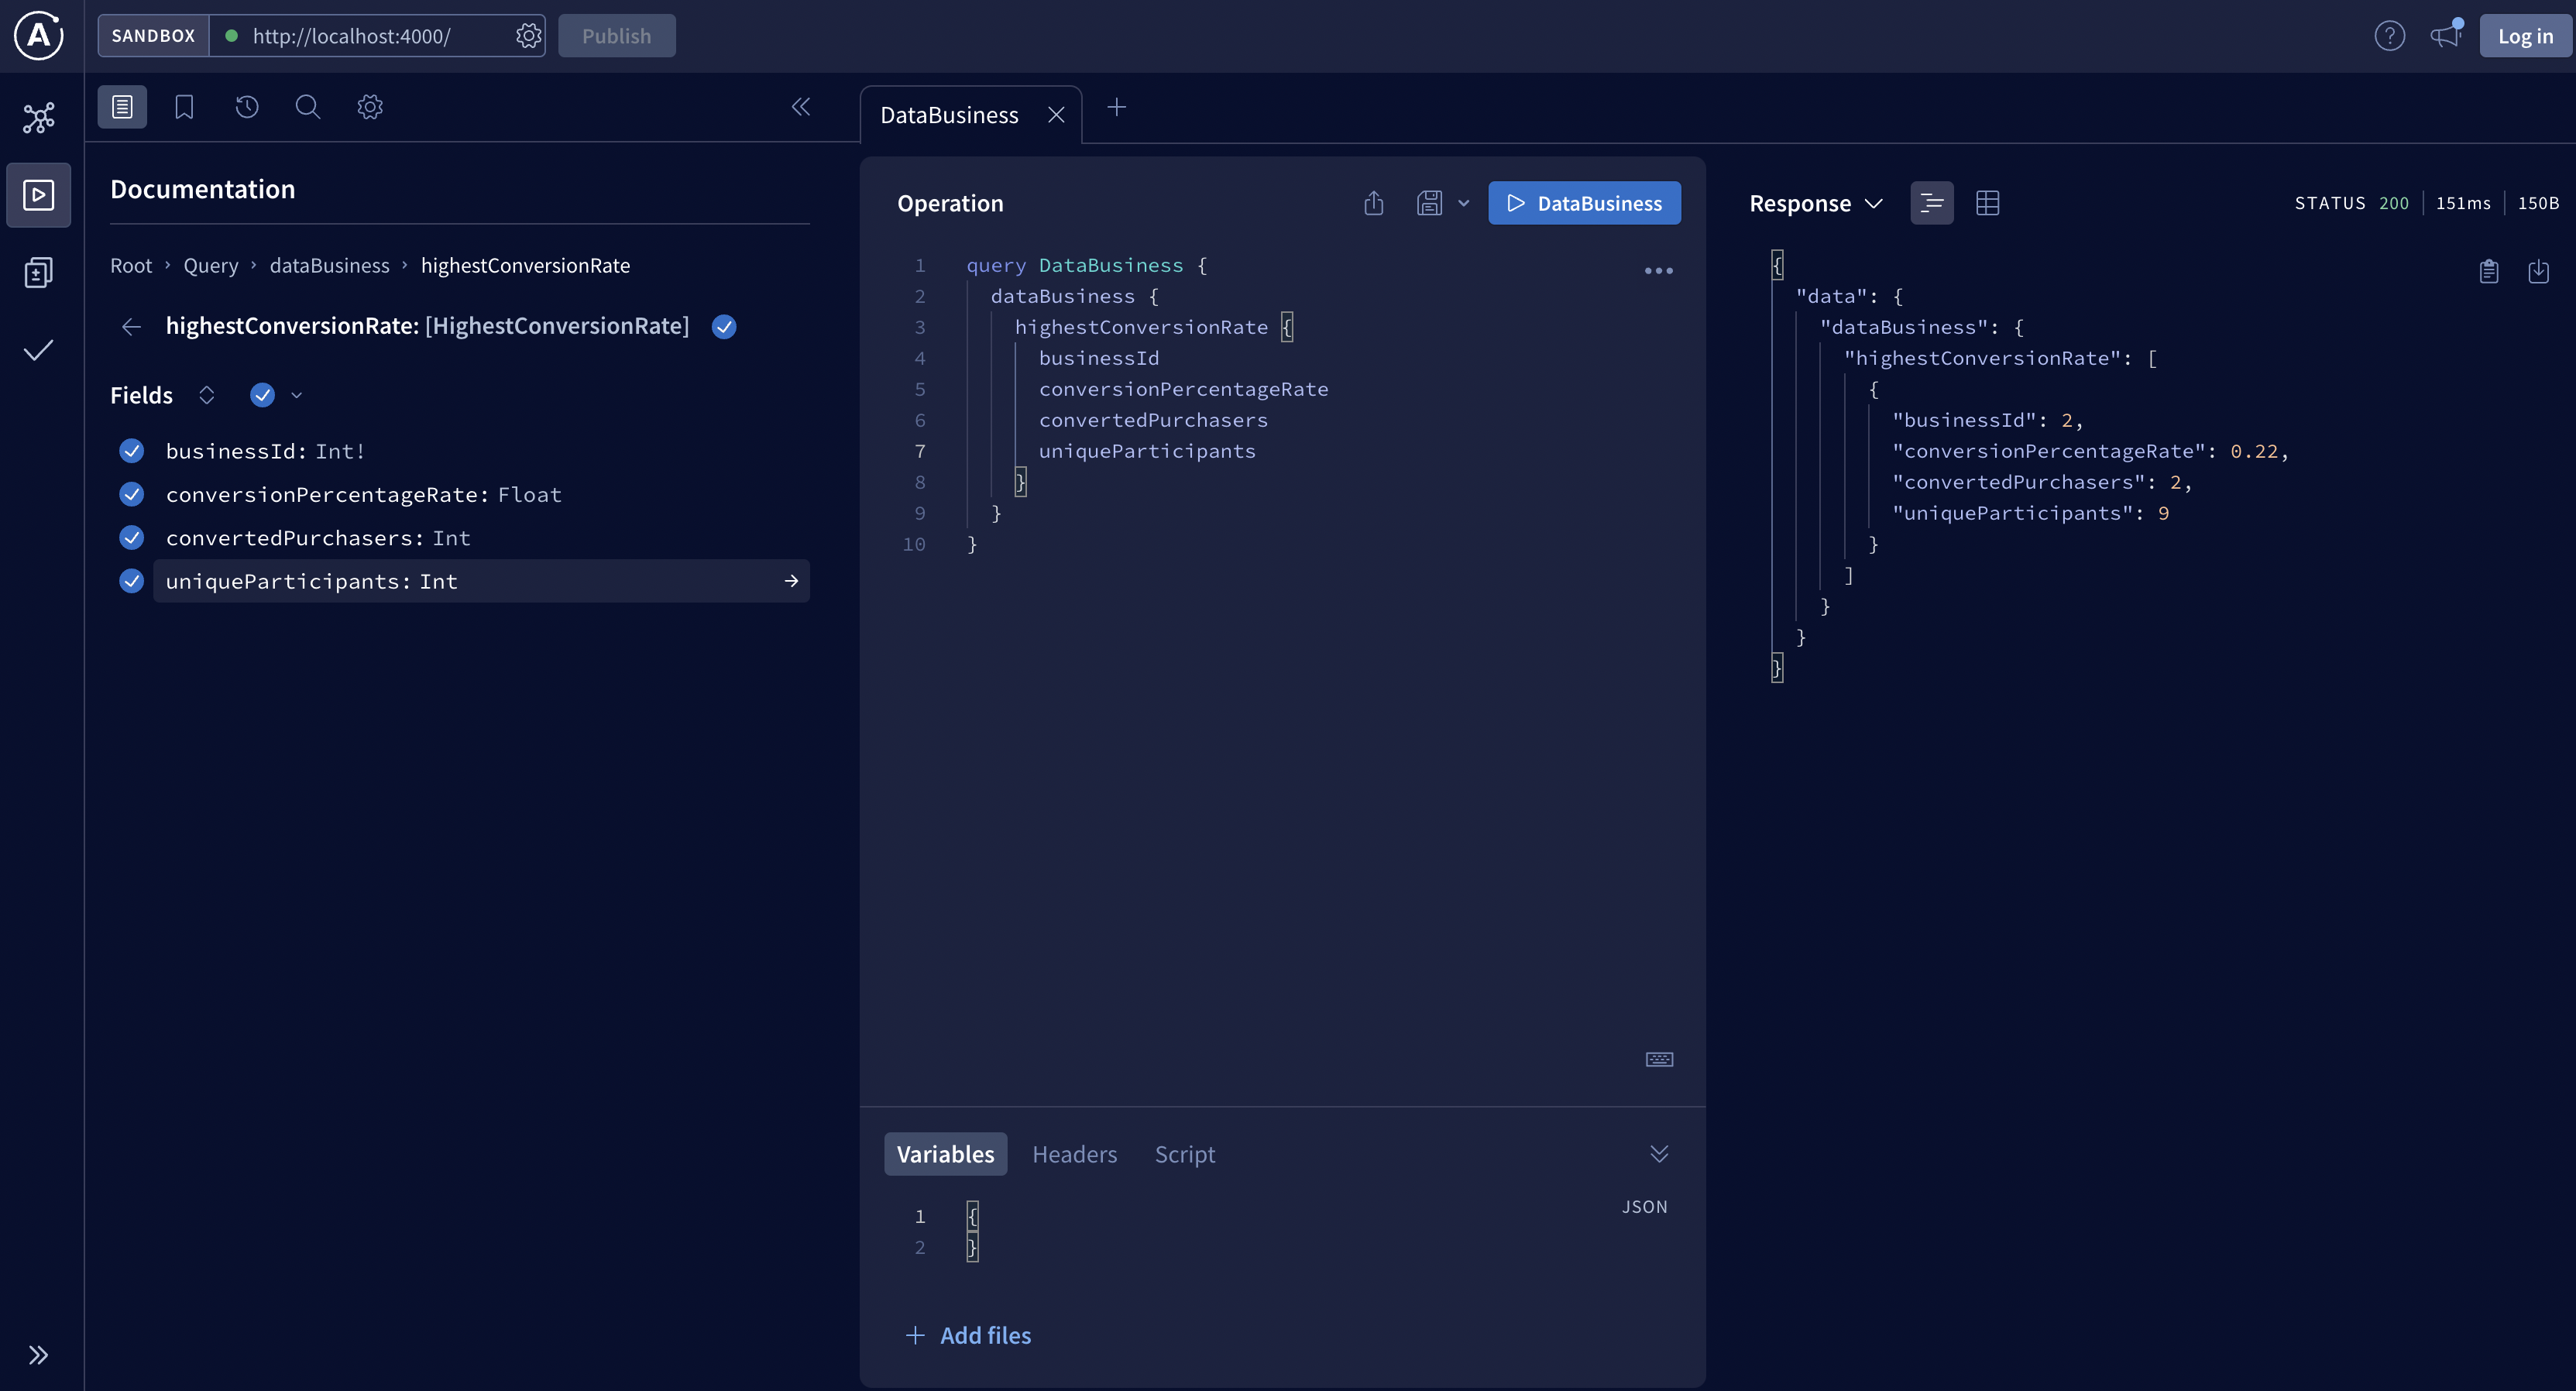 SANDBOX http://localhost:4000/ Publish Log in
DataBusiness
Documentation
Root › Query › dataBusiness › highestConversionRate
highestConversionRate: [HighestConversionRate]
Fields
businessId: Int!
conversionPercentageRate: Float
convertedPurchasers: Int
uniqueParticipants: Int
Operation
DataBusiness
1 query DataBusiness {
2 dataBusiness {
3 highestConversionRate {
4 businessId
5 conversionPercentageRate
6 convertedPurchasers
7 uniqueParticipants
8 }
9 }
10 }
Variables Headers Script
JSON
1 {
2 }
Add files
Response
STATUS 200 151ms 150B
{
"data": {
"dataBusiness": {
"highestConversionRate": [
{
"businessId": 2,
"conversionPercentageRate": 0.22,
"convertedPurchasers": 2,
"uniqueParticipants": 9
}
]
}
}
}